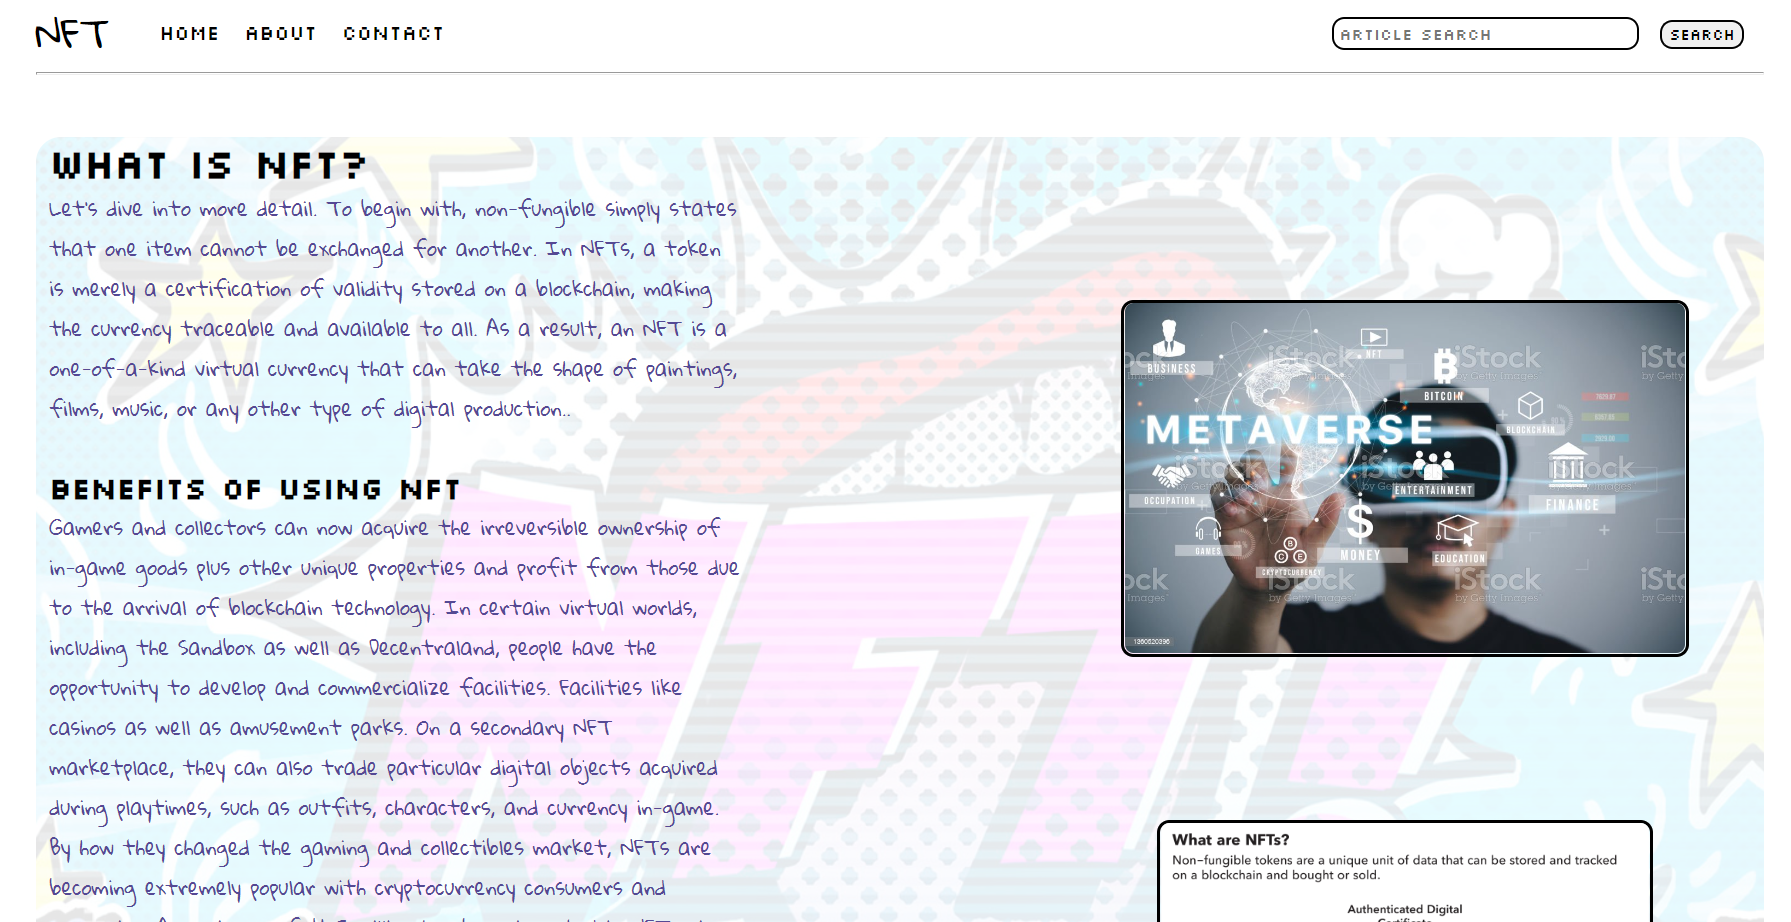 NFT
HOME ABOUT CONTACT
ARTICLE SEARCH
SEARCH
WHAT IS NFT?
Let's dive into more detail. To begin with, non-fungible simply states
that one item cannot be exchanged for another. In NFTs, a token
is merely a certification of validity stored on a blockchain, making
the currency traceable and available to all. As a result, an NFT is a
one-of-a-kind virtual currency that can take the shape of paintings,
films, music, or any other type of digital production..
BENEFITS OF USING NFT
Gamers and collectors can now acquire the irreversible ownership of
in-game goods plus other unique properties and profit from those due
to the arrival of blockchain technology. In certain virtual worlds,
including the Sandbox as well as Decentraland, people have the
opportunity to develop and commercialize facilities. Facilities like
casinos as well as amusement parks. On a secondary NFT
marketplace, they can also trade particular digital objects acquired
during playtimes, such as outfits, characters, and currency in-game.
By how they changed the gaming and collectibles market, NFTs are
becoming extremely popular with cryptocurrency consumers and
BUSINESS
NFT
BITCOIN
METAVERSE
BLOCKCHAIN
OCCUPATION
ENTERTAINMENT
FINANCE
GAMES
MONEY
EDUCATION
B
C E
CRYPTOCURRENCY
iStock
by Getty Images
1360520396
What are NFTs?
Non-fungible tokens are a unique unit of data that can be stored and tracked
on a blockchain and bought or sold.
Authenticated Digital